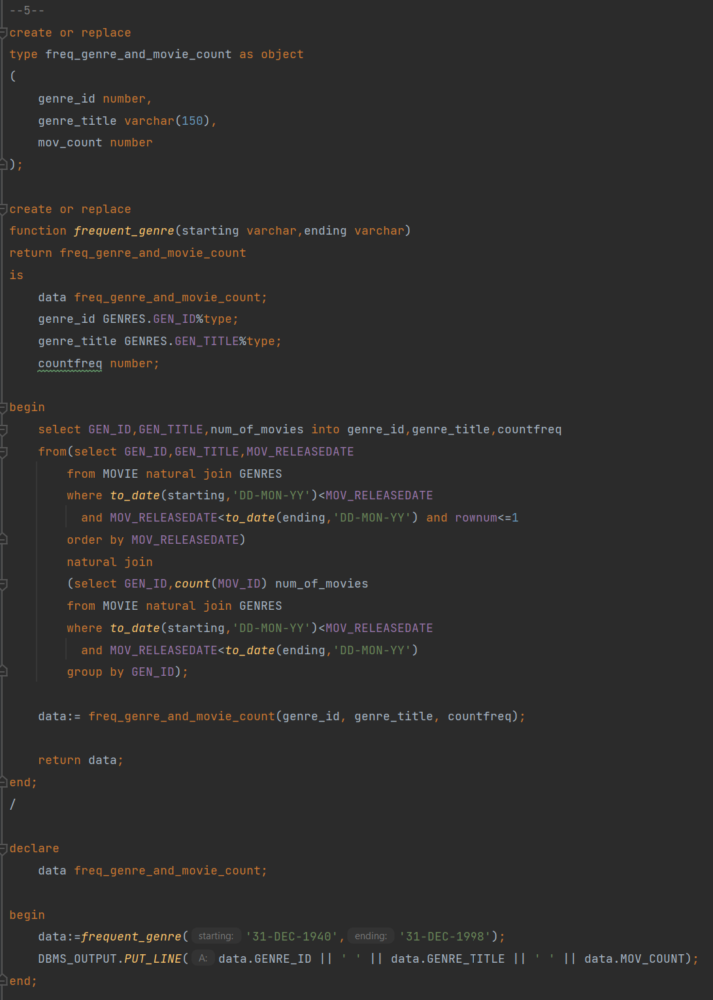 --5--
create or replace
type freq_genre_and_movie_count as object
(
    genre_id number,
    genre_title varchar(150),
    mov_count number
);

create or replace
function frequent_genre(starting varchar,ending varchar)
return freq_genre_and_movie_count
is
    data freq_genre_and_movie_count;
    genre_id GENRES.GEN_ID%type;
    genre_title GENRES.GEN_TITLE%type;
    countfreq number;

begin
    select GEN_ID,GEN_TITLE,num_of_movies into genre_id,genre_title,countfreq
    from(select GEN_ID,GEN_TITLE,MOV_RELEASEDATE
        from MOVIE natural join GENRES
        where to_date(starting,'DD-MON-YY')<MOV_RELEASEDATE
          and MOV_RELEASEDATE<to_date(ending,'DD-MON-YY') and rownum<=1
        order by MOV_RELEASEDATE)
        natural join
        (select GEN_ID,count(MOV_ID) num_of_movies
        from MOVIE natural join GENRES
        where to_date(starting,'DD-MON-YY')<MOV_RELEASEDATE
          and MOV_RELEASEDATE<to_date(ending,'DD-MON-YY')
        group by GEN_ID);

    data:= freq_genre_and_movie_count(genre_id, genre_title, countfreq);

    return data;
end;
/

declare
    data freq_genre_and_movie_count;

begin
    data:=frequent_genre( starting: '31-DEC-1940', ending: '31-DEC-1998');
    DBMS_OUTPUT.PUT_LINE( A: data.GENRE_ID || ' ' || data.GENRE_TITLE || ' ' || data.MOV_COUNT);
end;